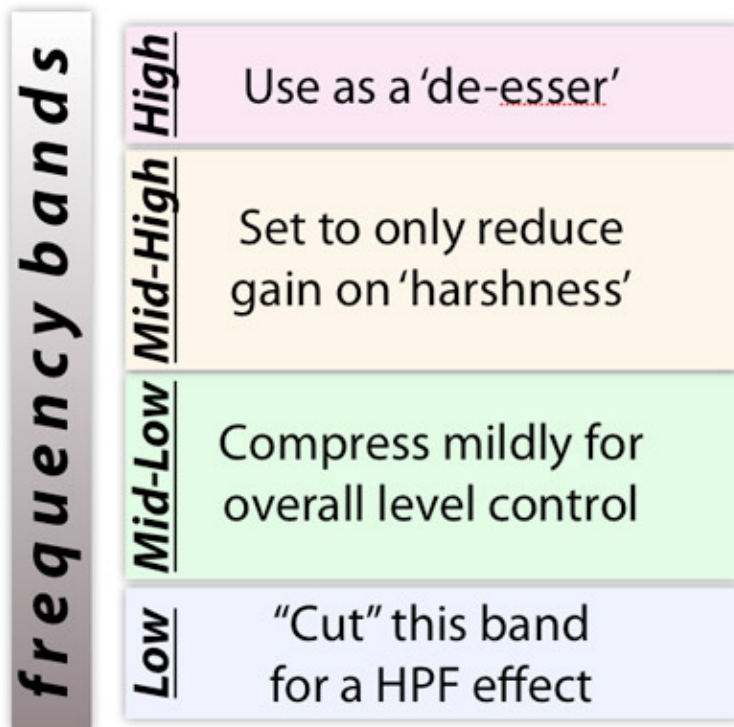 frequency bands
High
Use as a ‘de-esser’
Mid-High
Set to only reduce
gain on ‘harshness’
Mid-Low
Compress mildly for
overall level control
Low
“Cut” this band
for a HPF effect